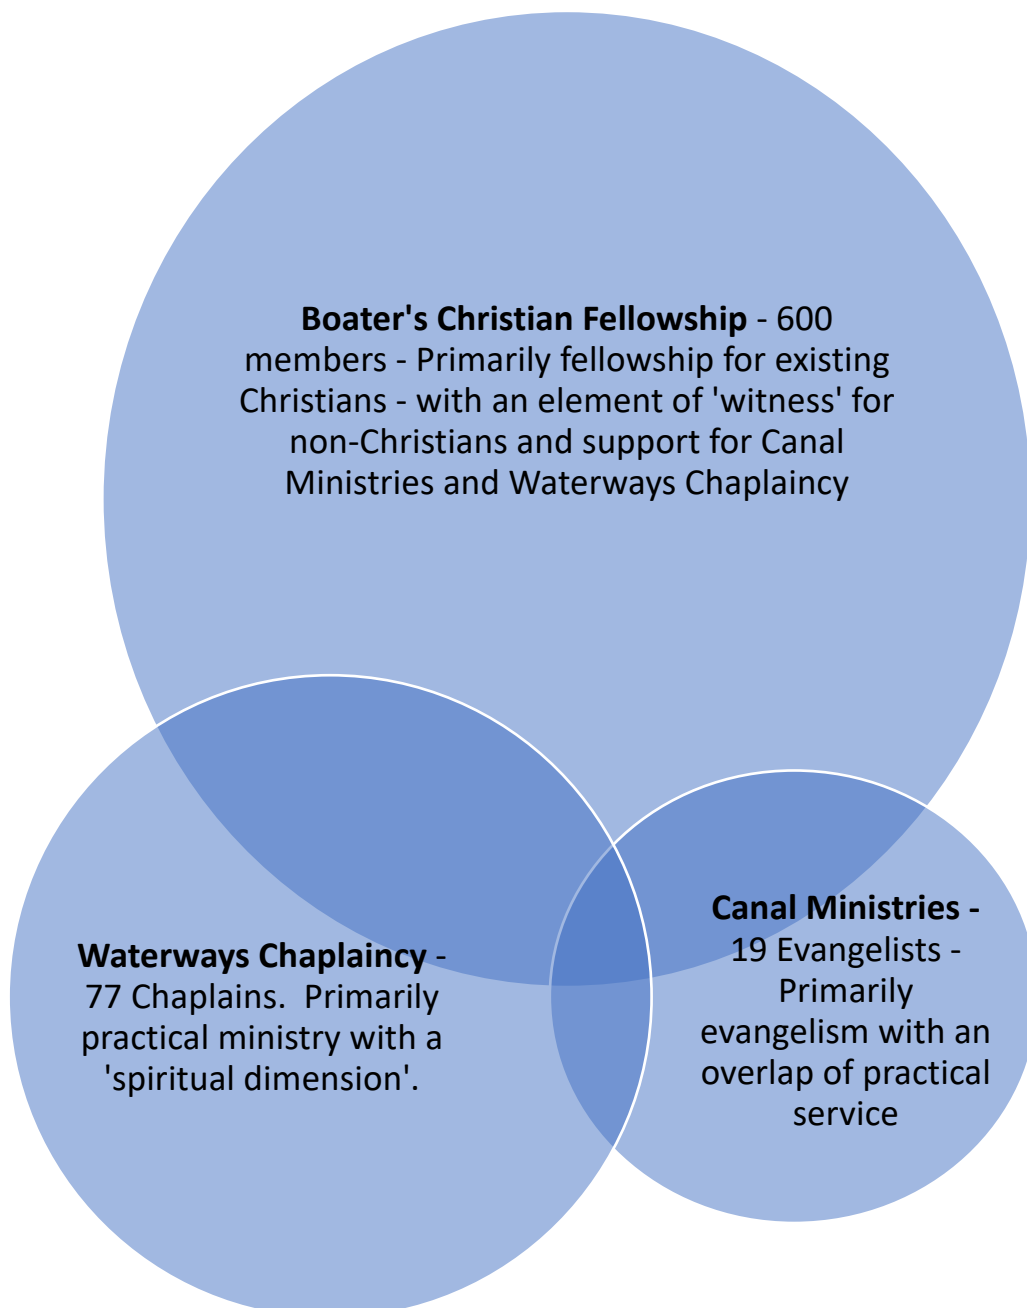 Boater's Christian Fellowship - 600
members - Primarily fellowship for existing
Christians - with an element of 'witness' for
non-Christians and support for Canal
Ministries and Waterways Chaplaincy
Waterways Chaplaincy -
77 Chaplains.  Primarily
practical ministry with a
'spiritual dimension'.
Canal Ministries -
19 Evangelists -
Primarily
evangelism with an
overlap of practical
service